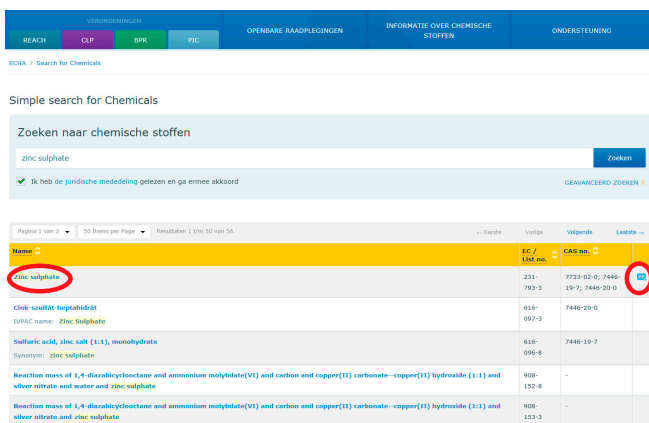 VERORDENINGEN
REACH CLP BPR PIC
OPENBARE RAADPLEGINGEN
INFORMATIE OVER CHEMISCHE
STOFFEN
ONDERSTEUNING
ECHA > Search for Chemicals
Simple search for Chemicals
Zoeken naar chemische stoffen
zinc sulphate
Zoeken
Ik heb de juridische mededeling gelezen en ga ermee akkoord
GEAVANCEERD ZOEKEN
Pagina 1 van 2 50 Items per Page Resultaten 1 t/m 50 van 56. ← Eerste Vorige Volgende Laatste →
Name EC / CAS no.
List no.
Zinc sulphate 231- 7733-02-0; 7446-
793-3 19-7; 7446-20-0
Cink-szulfát-heptahidrát 616- 7446-20-0
IUPAC name: Zinc Sulphate 097-3
Sulfuric acid, zinc salt (1:1), monohydrate 616- 7446-19-7
Synonym: zinc sulphate 096-8
Reaction mass of 1,4-diazabicyclooctane and ammonium molybdate(VI) and carbon and copper(II) carbonate--copper(II) hydroxide (1:1) and 908- -
silver nitrate and water and zinc sulphate 152-8
Reaction mass of 1,4-diazabicyclooctane and ammonium molybdate(VI) and carbon and copper(II) carbonate--copper(II) hydroxide (1:1) and 908- -
silver nitrate and zinc sulphate 153-3